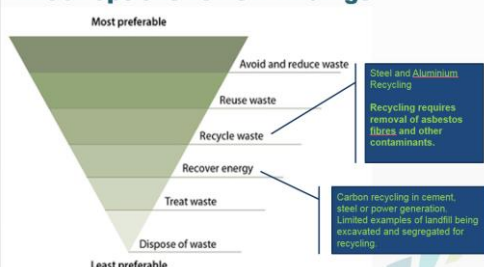 Most preferable
Avoid and reduce waste
Reuse waste
Recycle waste
Recover energy
Treat waste
Dispose of waste
Least preferable
Steel and Aluminium
Recycling
Recycling requires
removal of asbestos
fibres and other
contaminants.
Carbon recycling in cement,
steel or power generation.
Limited examples of landfill being
excavated and segregated for
recycling.